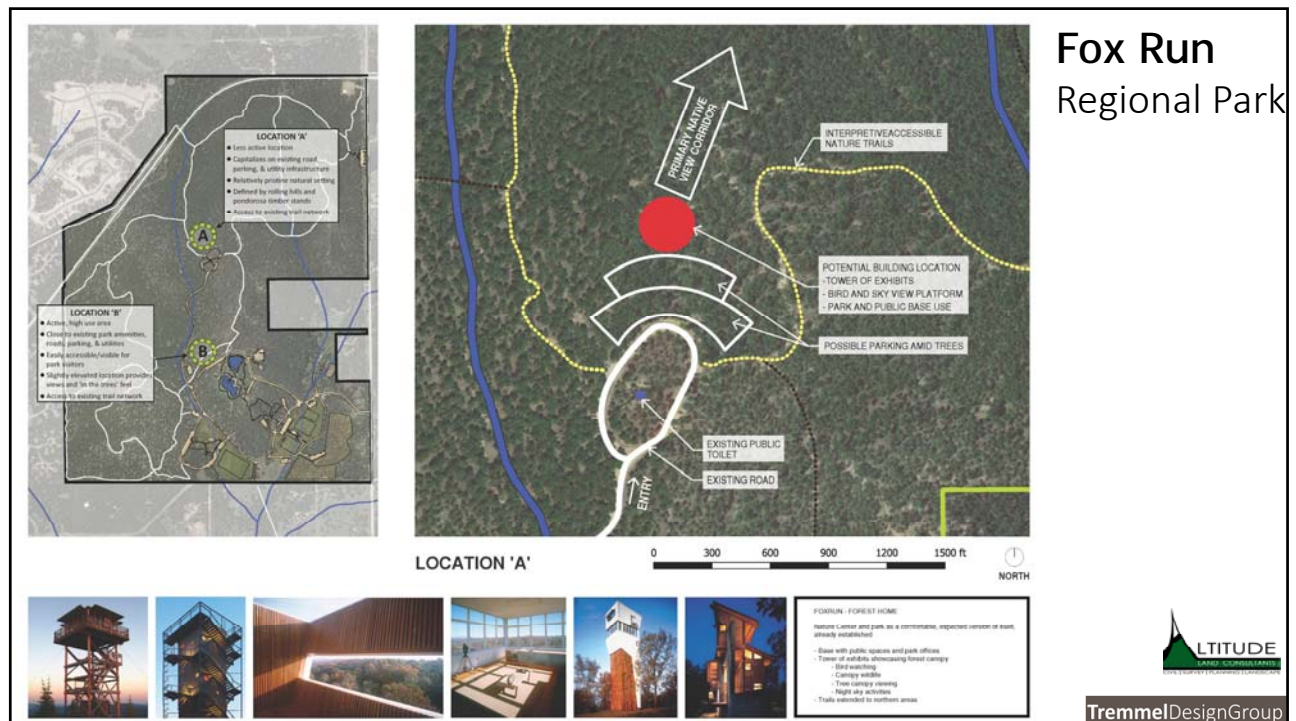 Fox Run
Regional Park
LOCATION 'A'
● Less active location
● Capitalizes on existing road
parking, & utility infrastructure
● Relatively pristine natural setting
● Defined by rolling hills and
pondorosa timber stands
Access to existing trail network
A
LOCATION 'B'
● Active, high use area
● Close to existing park amenities,
roads, parking, & utilities
● Easily accessible/visible for
park visitors
● Slightly elevated location provides
views and 'in the trees' feel
● Access to existing trail network
B
PRIMARY NATIVE
VIEW CORRIDOR
INTERPRETIVEACCESSIBLE
NATURE TRAILS
POTENTIAL BUILDING LOCATION
-TOWER OF EXHIBITS
- BIRD AND SKY VIEW PLATFORM
- PARK AND PUBLIC BASE USE
POSSIBLE PARKING AMID TREES
EXISTING PUBLIC
TOILET
EXISTING ROAD
ENTRY
LOCATION 'A'
0 300 600 900 1200 1500 ft
NORTH
FOXRUN - FOREST HOME
Nature Center and park as a comfortable, expected version of itself,
already established
- Base with public spaces and park offices
- Tower of exhibits showcasing forest canopy
- Bird watching
- Canopy wildlife
- Tree canopy viewing
- Night sky activities
- Trails extended to northern areas
ALTITUDE
LAND CONSULTANTS
CIVIL | SURVEY | PLANNING | LANDSCAPE
TremmelDesignGroup